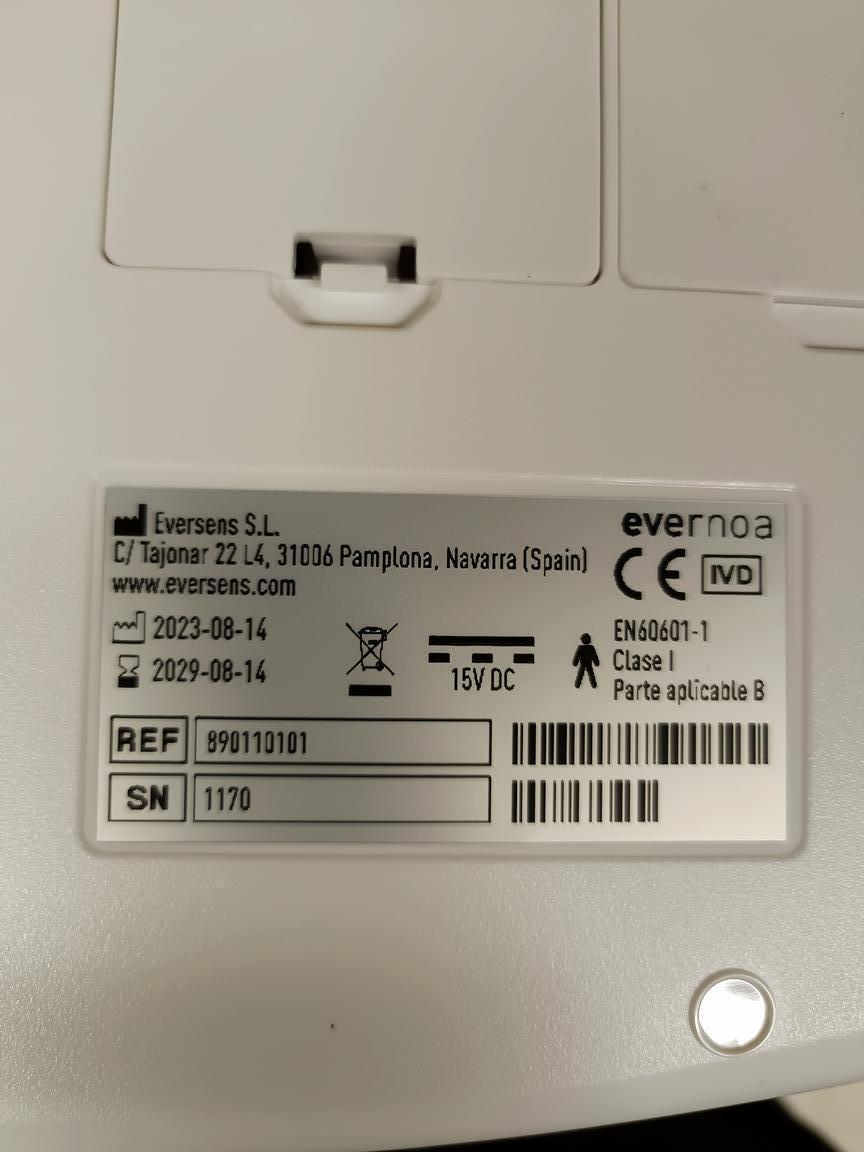 Eversens S.L.
C/ Tajonar 22 L4, 31006 Pamplona, Navarra (Spain)
www.eversens.com
evernoa
CE IVD
2023-08-14
2029-08-14
15V DC
EN60601-1
Clase I
Parte aplicable B
REF 890110101
SN 1170